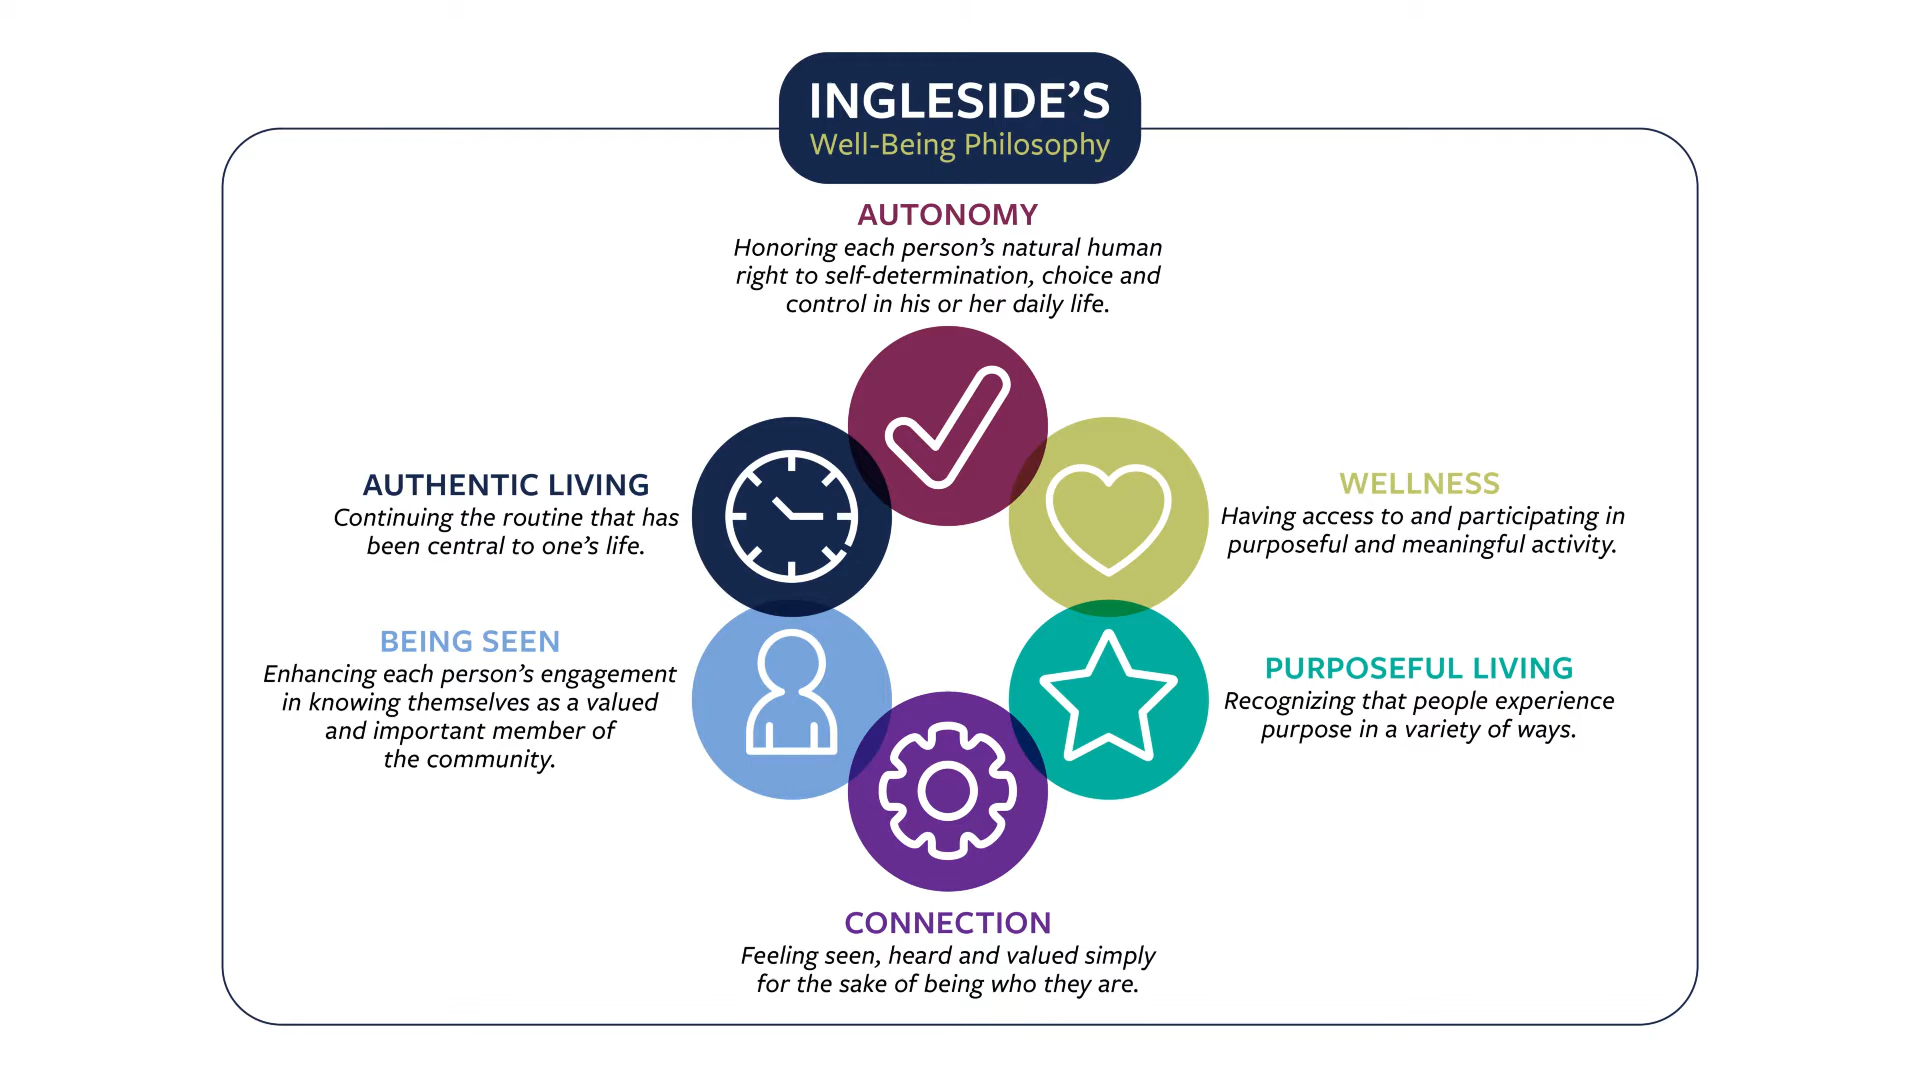 INGLESIDE’S
Well-Being Philosophy
AUTONOMY
Honoring each person’s natural human
right to self-determination, choice and
control in his or her daily life.
AUTHENTIC LIVING
Continuing the routine that has
been central to one’s life.
WELLNESS
Having access to and participating in
purposeful and meaningful activity.
BEING SEEN
Enhancing each person’s engagement
in knowing themselves as a valued
and important member of
the community.
PURPOSEFUL LIVING
Recognizing that people experience
purpose in a variety of ways.
CONNECTION
Feeling seen, heard and valued simply
for the sake of being who they are.